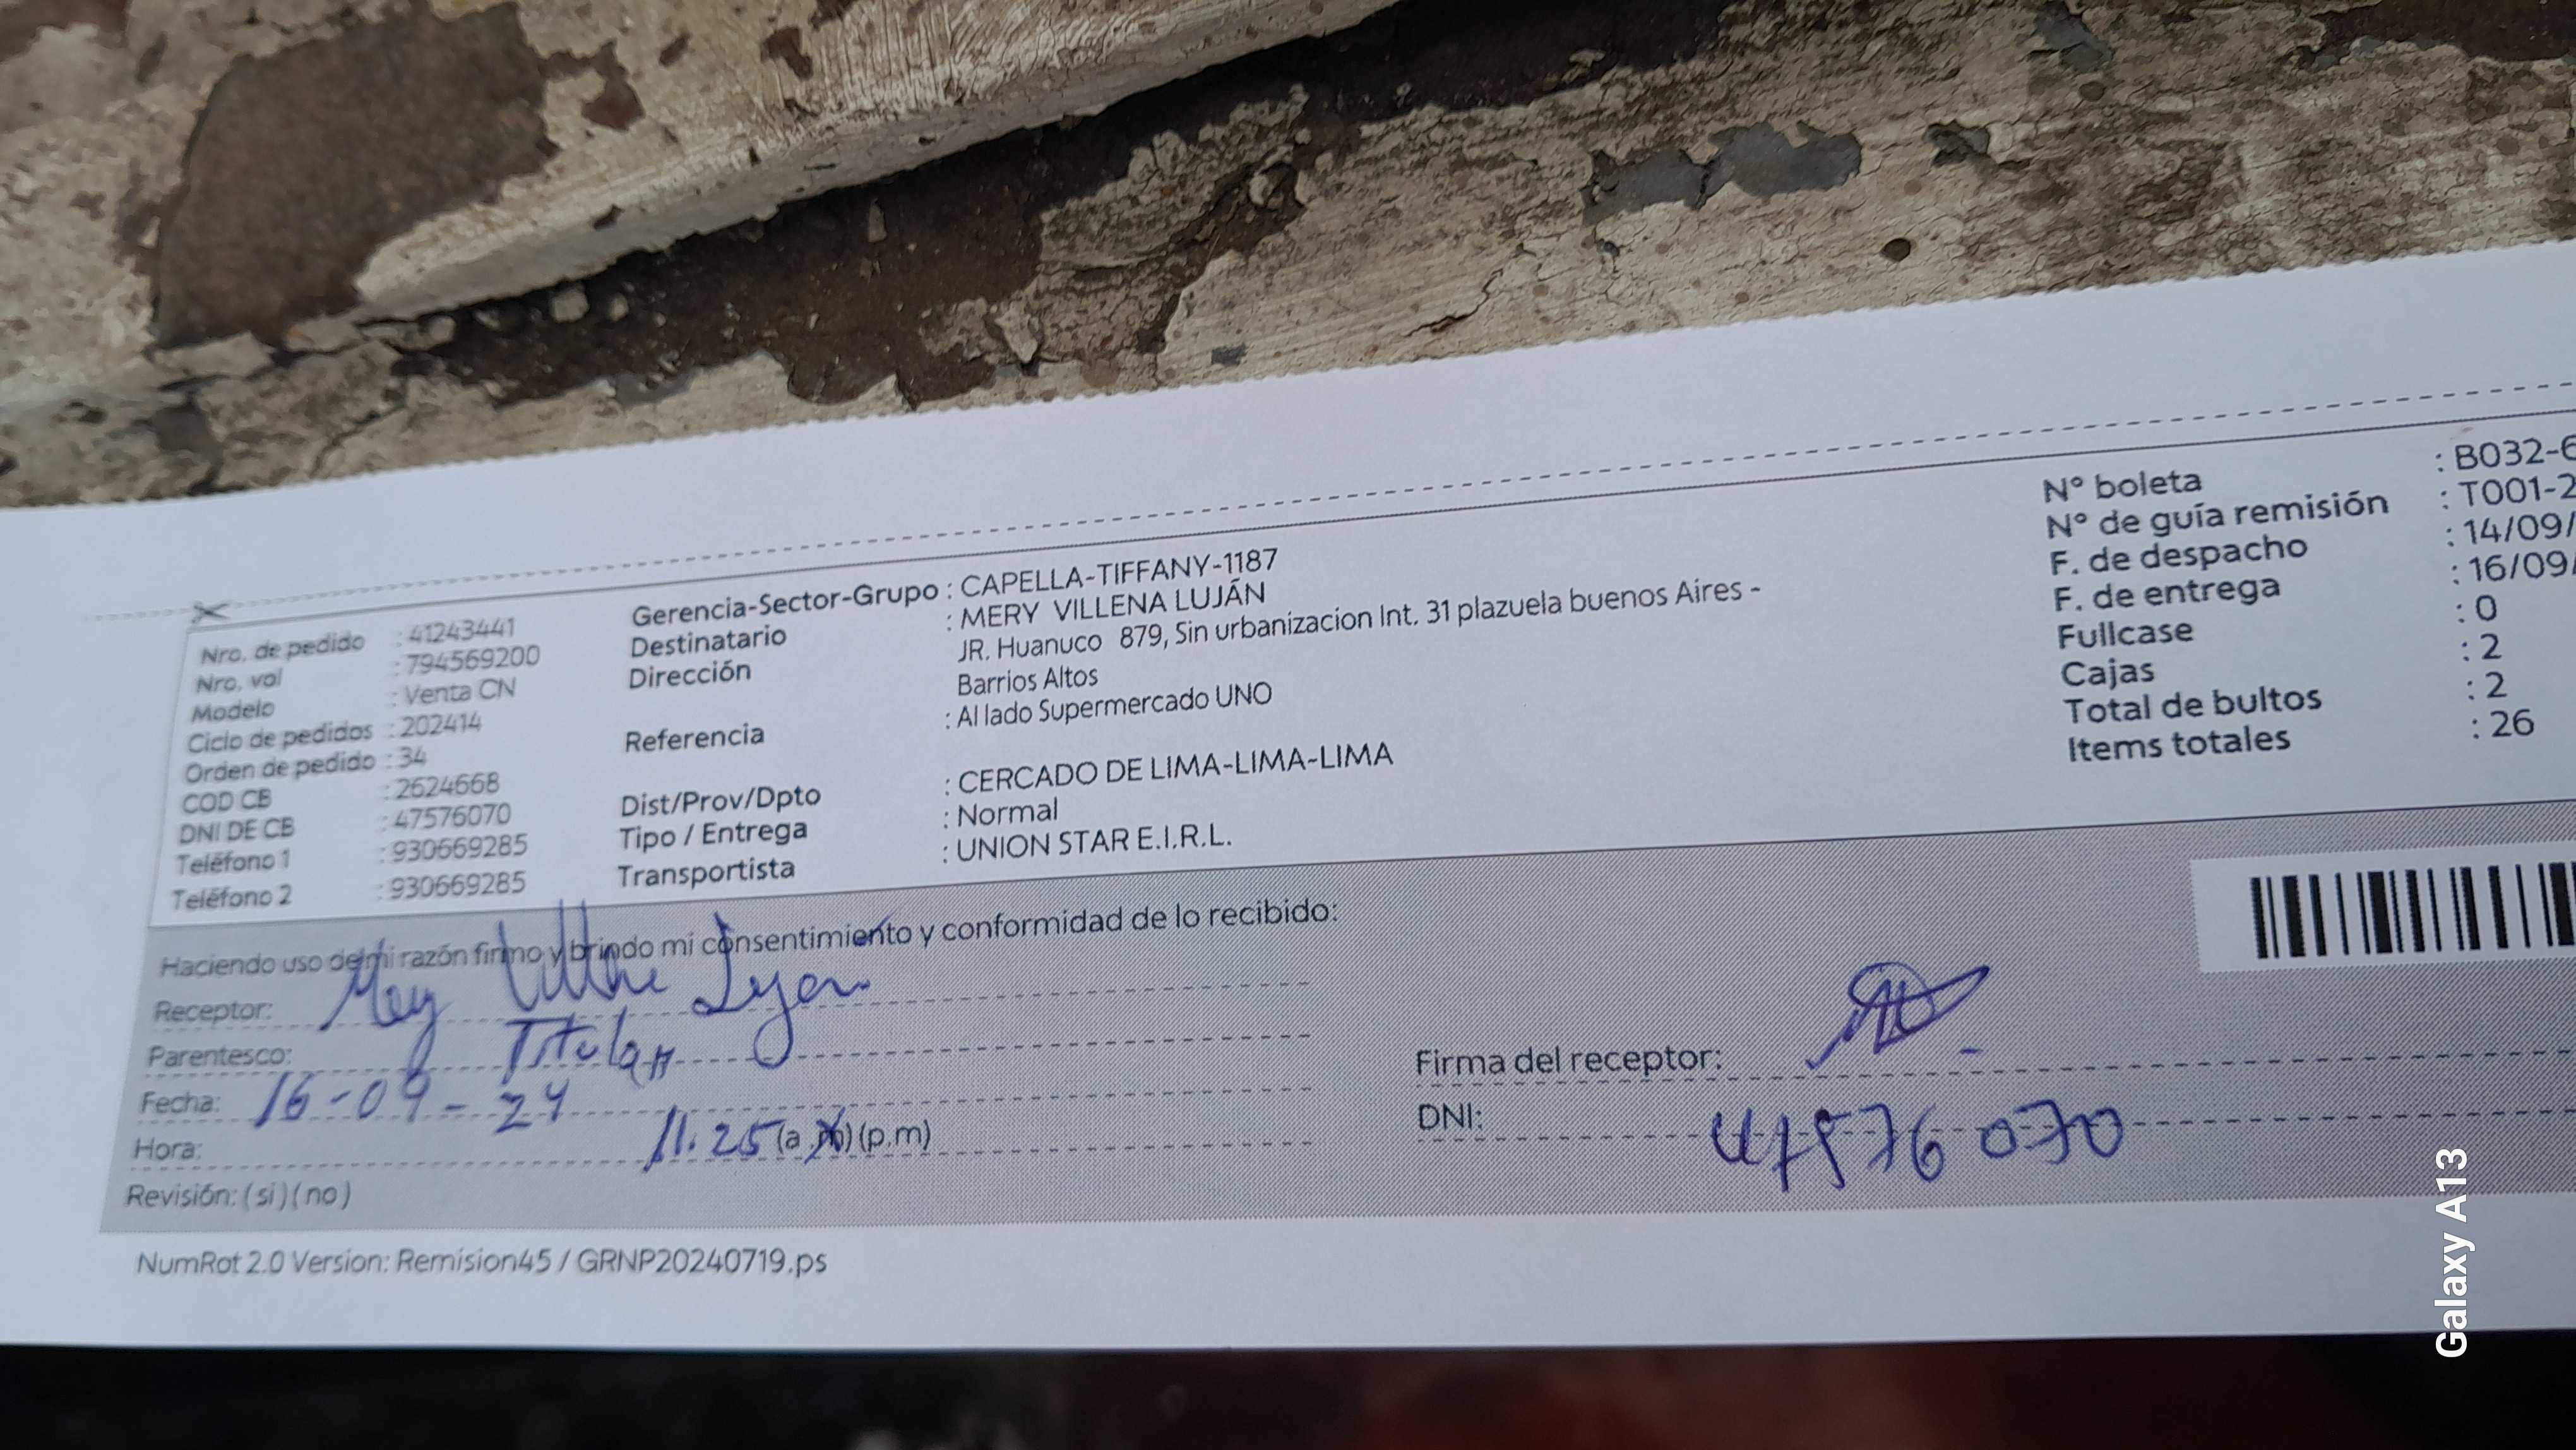 Nro. de pedido : 41243441
Nro. vol : 794569200
Modelo : Venta CN
Ciclo de pedidos : 202414
Orden de pedido : 34
COD CB : 2624668
DNI DE CB : 47576070
Teléfono 1 : 930669285
Teléfono 2 : 930669285
Gerencia-Sector-Grupo : CAPELLA-TIFFANY-1187
Destinatario : MERY VILLENA LUJÁN
Dirección JR. Huanuco 879, Sin urbanizacion Int. 31 plazuela buenos Aires -
Barrios Altos
Referencia : Al lado Supermercado UNO
Dist/Prov/Dpto : CERCADO DE LIMA-LIMA-LIMA
Tipo / Entrega : Normal
Transportista : UNION STAR E.I.R.L.
N° boleta : B032-6
N° de guía remisión : T001-2
F. de despacho : 14/09/
F. de entrega : 16/09/
Fullcase : 0
Cajas : 2
Total de bultos : 2
Items totales : 26
Haciendo uso de mi razón firmo y brindo mi consentimiento y conformidad de lo recibido:
Receptor:
Parentesco: Titular
Fecha: 16-09-24
Hora: 11.25 (a.m) (p.m)
Revisión: (si) (no)
Firma del receptor:
DNI: 47576070
NumRot 2.0 Version: Remision45 / GRNP20240719.ps
Galaxy A13